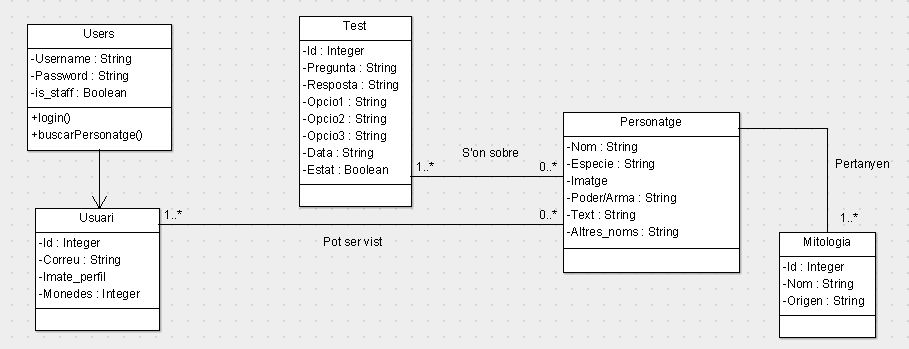 Users
-Username : String
-Password : String
-is_staff : Boolean
+login()
+buscarPersonatge()
Test
-Id : Integer
-Pregunta : String
-Resposta : String
-Opcio1 : String
-Opcio2 : String
-Opcio3 : String
-Data : String
-Estat : Boolean
1..*
S'on sobre
0..*
Personatge
-Nom : String
-Especie : String
-Imatge
-Poder/Arma : String
-Text : String
-Altres_noms : String
Pertanyen
1..*
Usuari
-Id : Integer
-Correu : String
-Imate_perfil
-Monedes : Integer
1..*
Pot ser vist
0..*
Mitologia
-Id : Integer
-Nom : String
-Origen : String